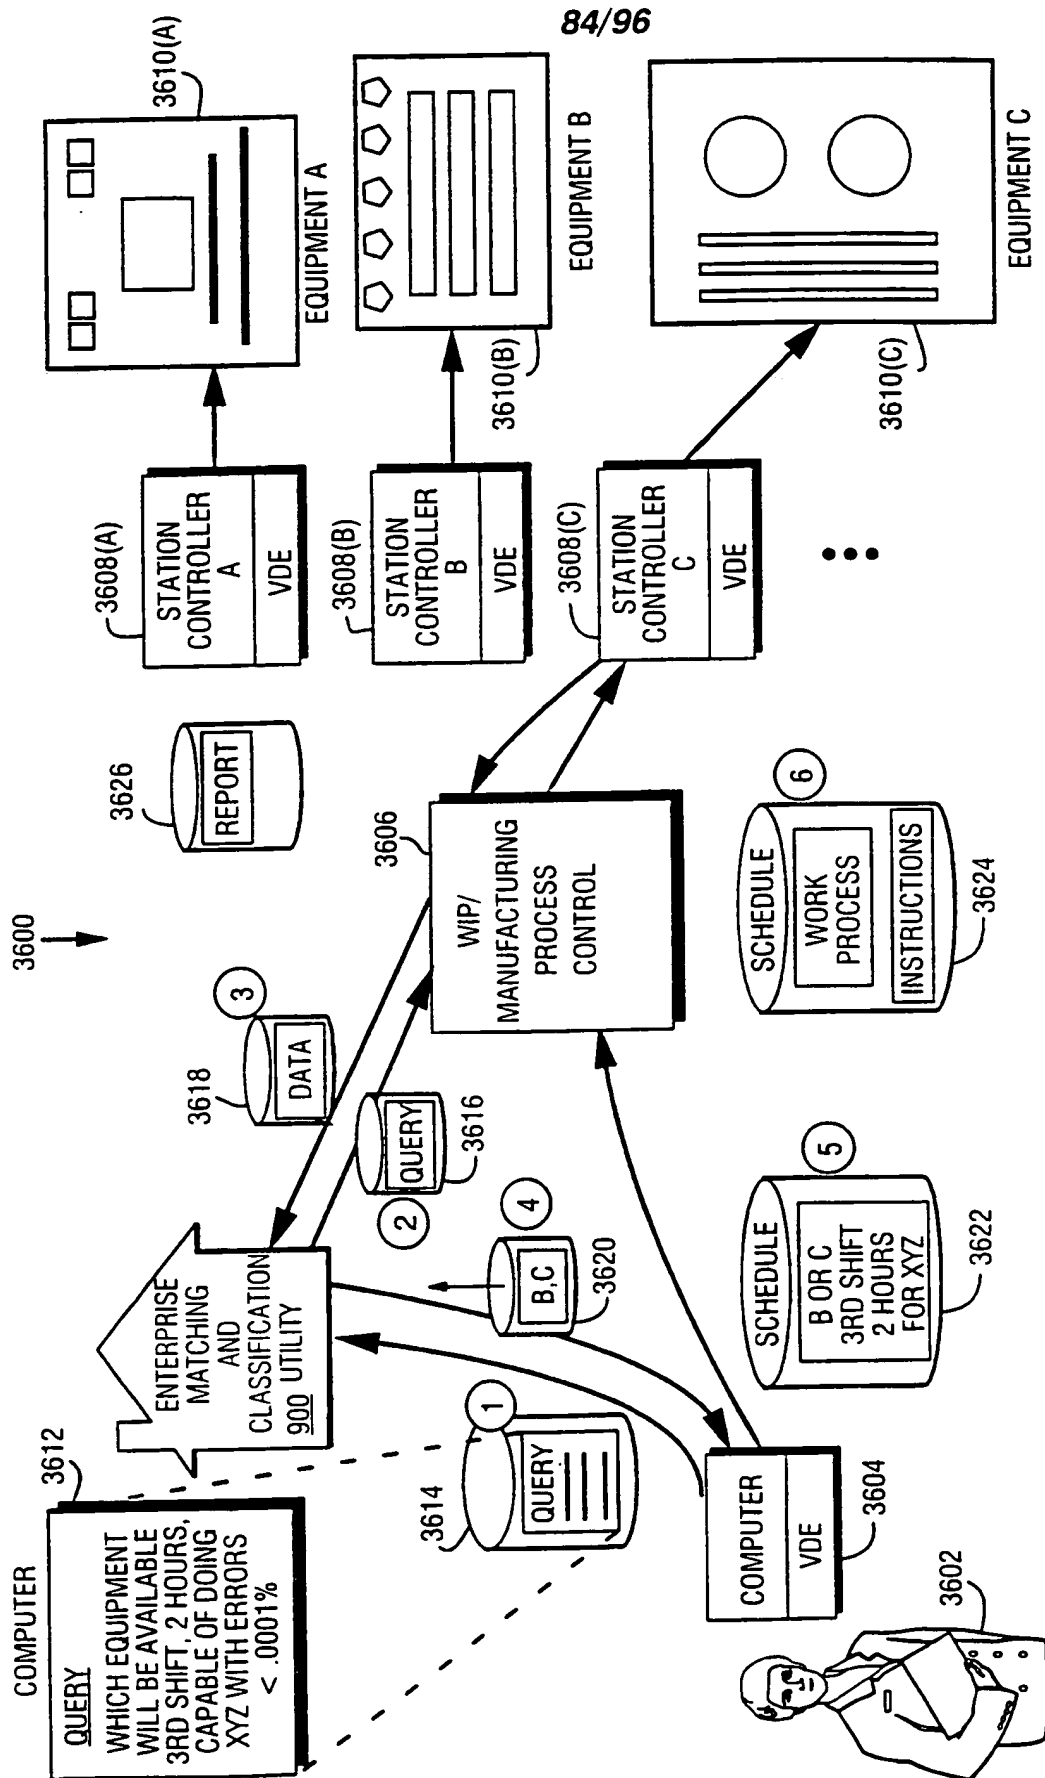 84/96
3600
COMPUTER
3612
QUERY
WHICH EQUIPMENT
WILL BE AVAILABLE
3RD SHIFT, 2 HOURS,
CAPABLE OF DOING
XYZ WITH ERRORS
< .0001%
ENTERPRISE
MATCHING
AND
CLASSIFICATION
900 UTILITY
3614
QUERY
1
COMPUTER
VDE
3604
3602
2
QUERY
3616
3618
DATA
3
4
B,C
3620
SCHEDULE
B OR C
3RD SHIFT
2 HOURS
FOR XYZ
5
3622
3606
WIP/
MANUFACTURING
PROCESS
CONTROL
SCHEDULE
WORK
PROCESS
INSTRUCTIONS
6
3624
3626
REPORT
3608(A)
STATION
CONTROLLER
A
VDE
3608(B)
STATION
CONTROLLER
B
VDE
3608(C)
STATION
CONTROLLER
C
VDE
3610(A)
EQUIPMENT A
3610(B)
EQUIPMENT B
3610(C)
EQUIPMENT C